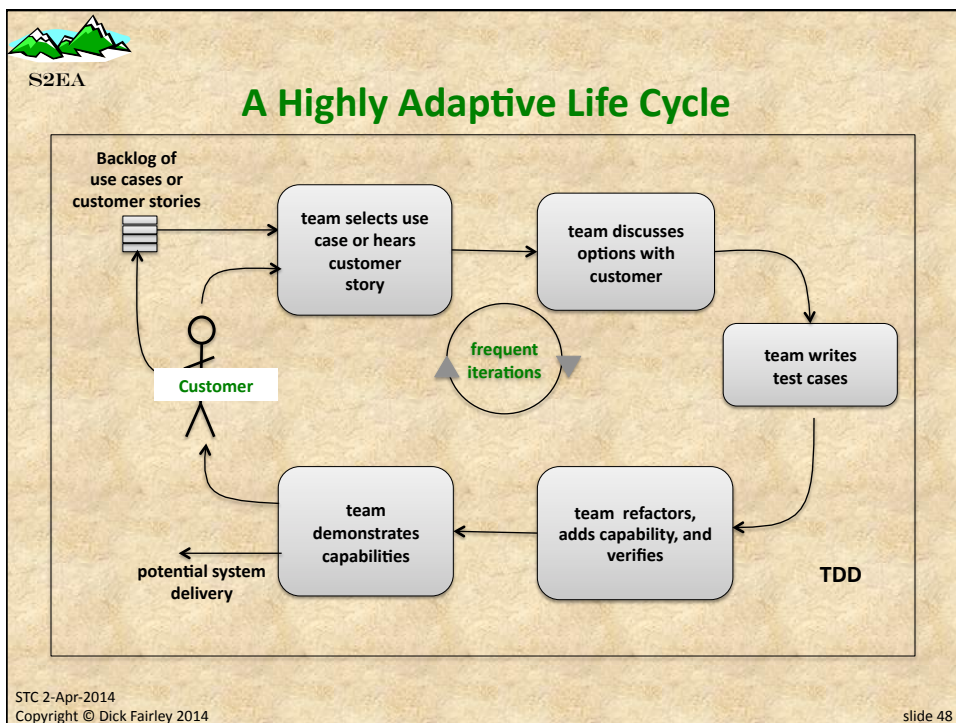 S2EA
A Highly Adaptive Life Cycle
Backlog of
use cases or
customer stories
team selects use
case or hears
customer
story
team discusses
options with
customer
frequent
iterations
team writes
test cases
Customer
team
demonstrates
capabilities
team refactors,
adds capability, and
verifies
potential system
delivery
TDD
STC 2-Apr-2014
Copyright © Dick Fairley 2014
slide 48